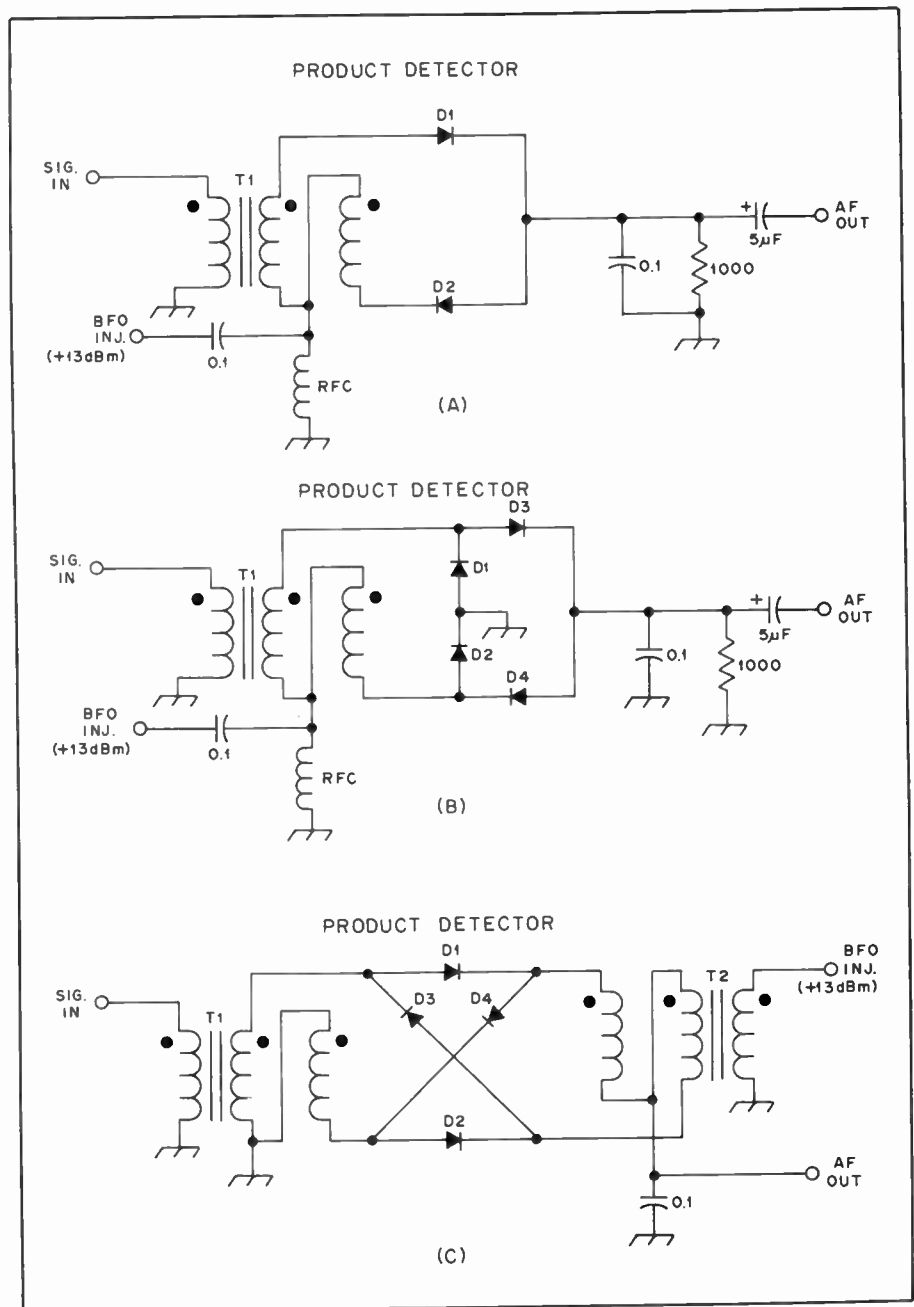 PRODUCT DETECTOR
D1
SIG.
IN
T1
AF
OUT
+
5µF
0.1
1000
D2
BFO
INJ.
(+13dBm)
0.1
RFC
(A)
PRODUCT DETECTOR
D3
SIG.
IN
T1
D1
AF
OUT
+
5µF
D2
0.1
1000
D4
BFO
INJ.
(+13dBm)
0.1
RFC
(B)
PRODUCT DETECTOR
D1
BFO
INJ.
(+13dBm)
T2
SIG.
IN
T1
D3
D4
D2
AF
OUT
0.1
(C)